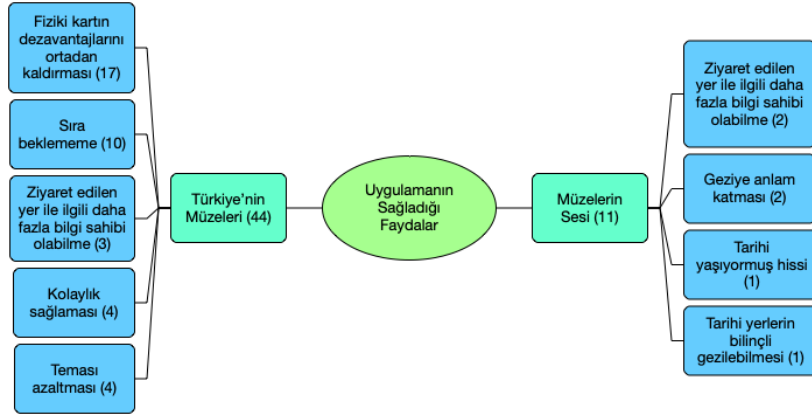 Fiziki kartın
dezavantajlarını
ortadan
kaldırması (17)
Sıra
beklememe (10)
Ziyaret edilen
yer ile ilgili daha
fazla bilgi sahibi
olabilme (3)
Kolaylık
sağlaması (4)
Teması
azaltması (4)
Türkiye'nin
Müzeleri (44)
Uygulamanın
Sağladığı
Faydalar
Müzelerin
Sesi (11)
Ziyaret edilen
yer ile ilgili daha
fazla bilgi sahibi
olabilme (2)
Geziye anlam
katması (2)
Tarihi
yaşıyormuş hissi
(1)
Tarihi yerlerin
bilinçli
gezilebilmesi (1)